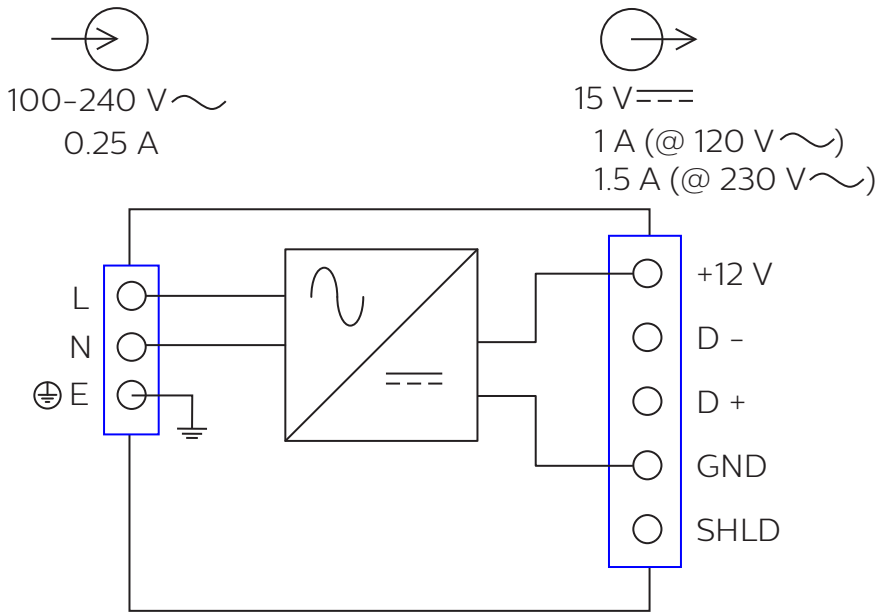 100-240 V
0.25 A
15 V
1 A (@ 120 V )
1.5 A (@ 230 V )
L
N
E
+12 V
D -
D +
GND
SHLD